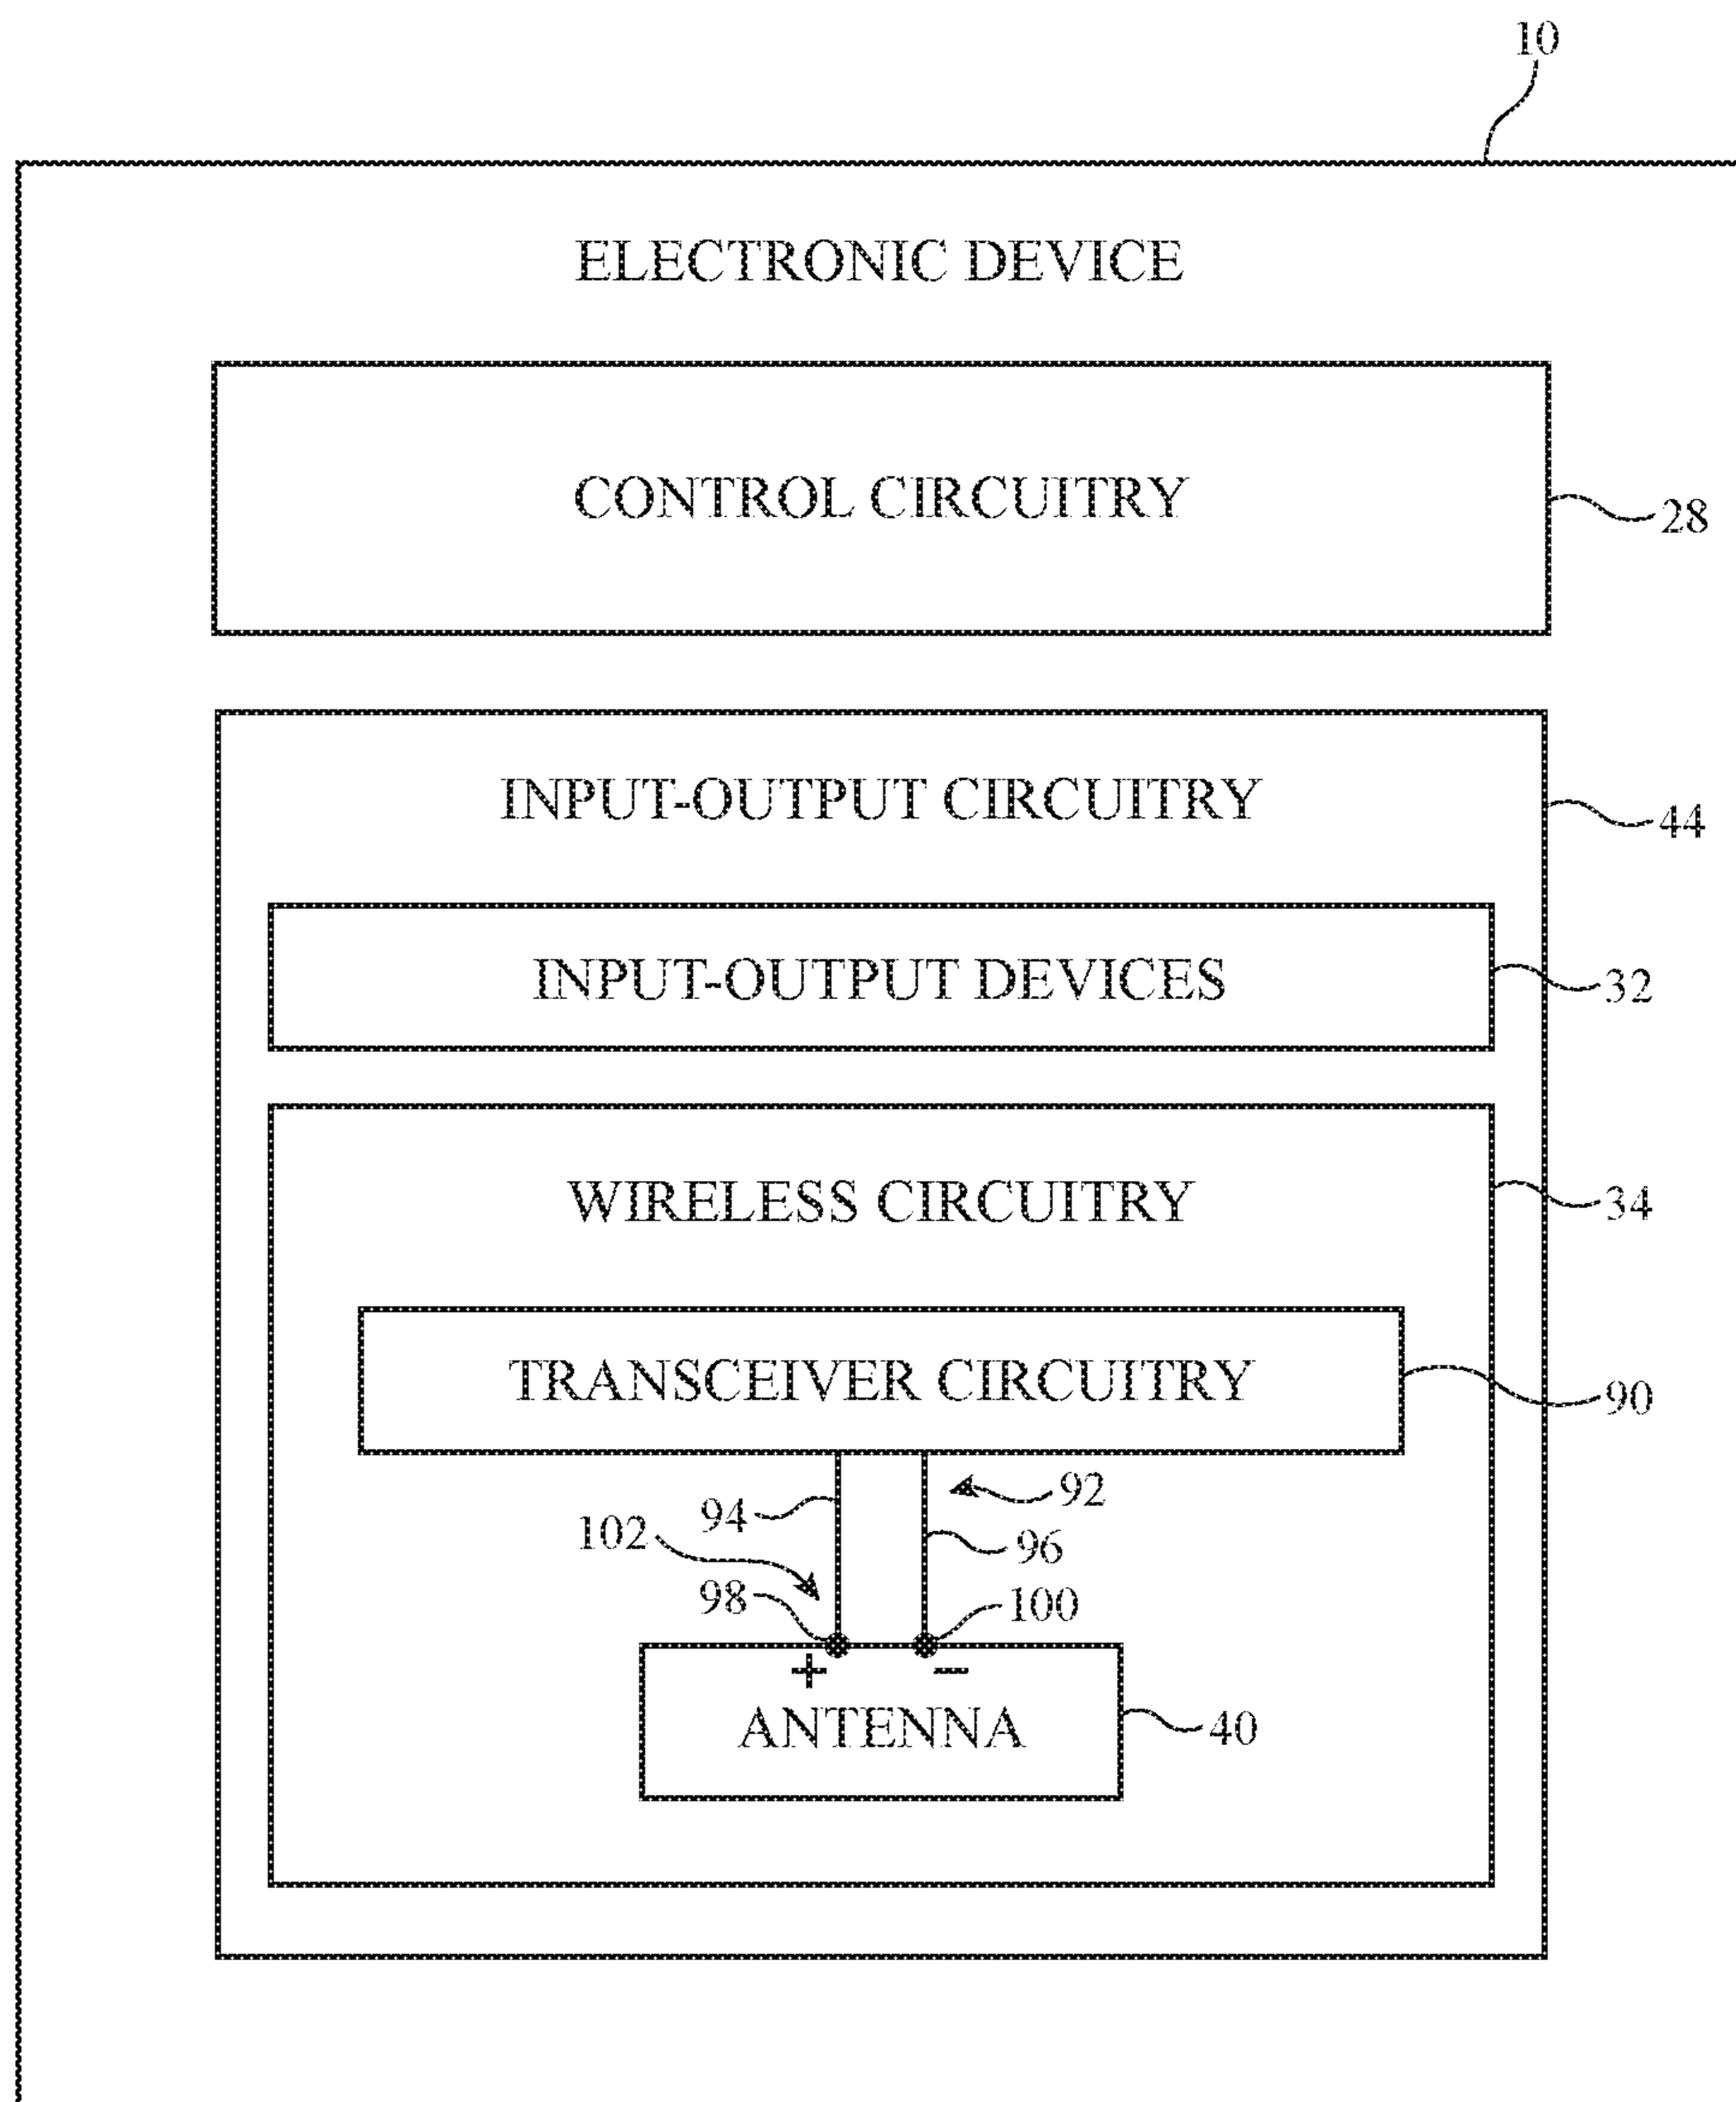 10
ELECTRONIC DEVICE
CONTROL CIRCUITRY
28
INPUT-OUTPUT CIRCUITRY
44
INPUT-OUTPUT DEVICES
32
WIRELESS CIRCUITRY
34
TRANSCEIVER CIRCUITRY
90
92
94
102
96
98
100
+ −
ANTENNA
40